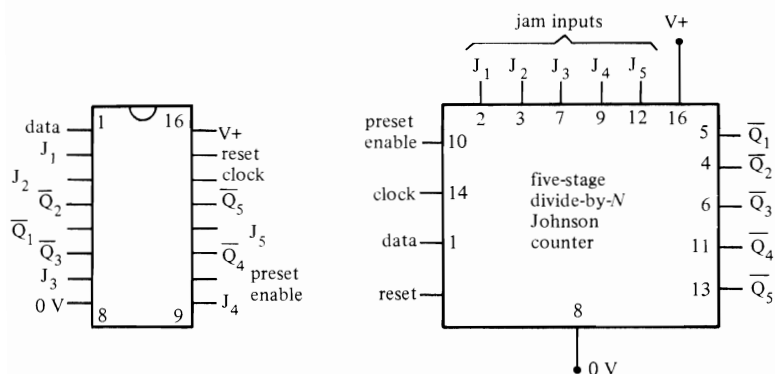 data
J1
J2
Q̅2
Q̅1
Q̅3
J3
0 V
1
16
8
9
V+
reset
clock
Q̅5
J5
Q̅4
preset
enable
J4
jam inputs
V+
J1 J2 J3 J4 J5
2 3 7 9 12 16
preset
enable
10
clock
14
data
1
reset
five-stage
divide-by-N
Johnson
counter
5 Q̅1
4 Q̅2
6 Q̅3
11 Q̅4
13 Q̅5
8
0 V